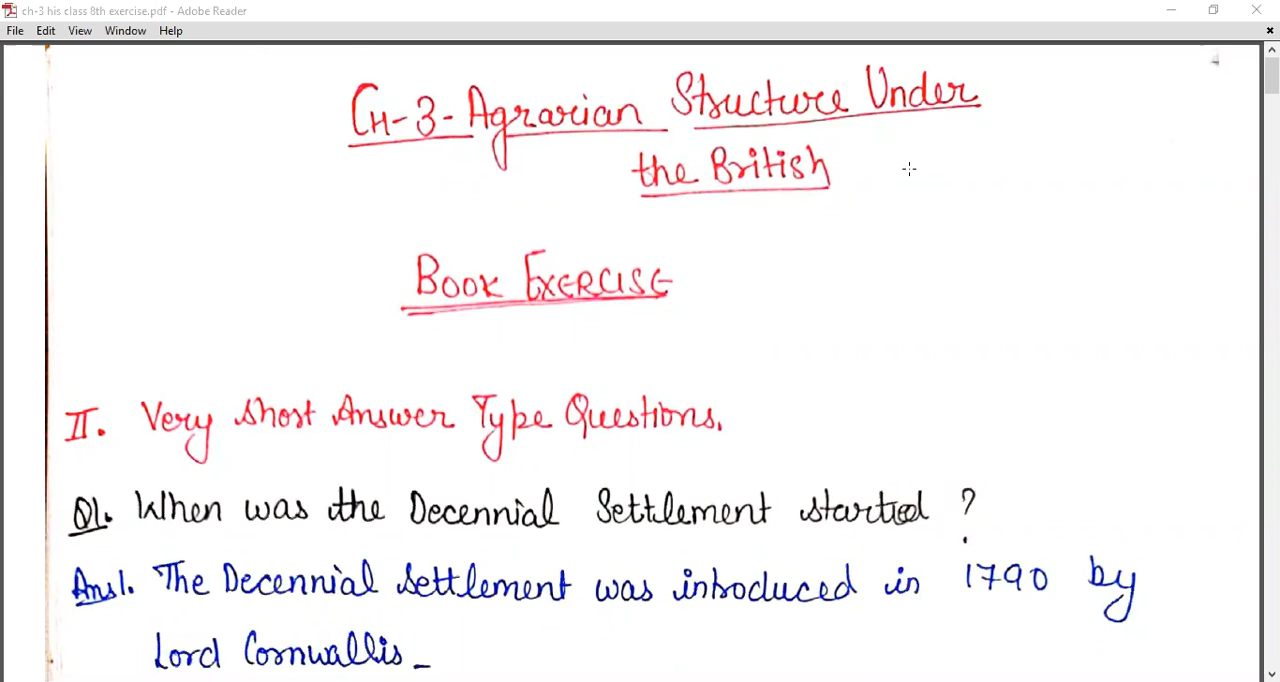 ch-3 his class 8th exercise.pdf - Adobe Reader
File Edit View Window Help
CH-3-Agrarian Structure Under
the British
BOOK EXERCISE
II. Very Short Answer Type Questions.
Q1. When was the Decennial Settlement started ?
Ans1. The Decennial Settlement was introduced in 1790 by
Lord Cornwallis.